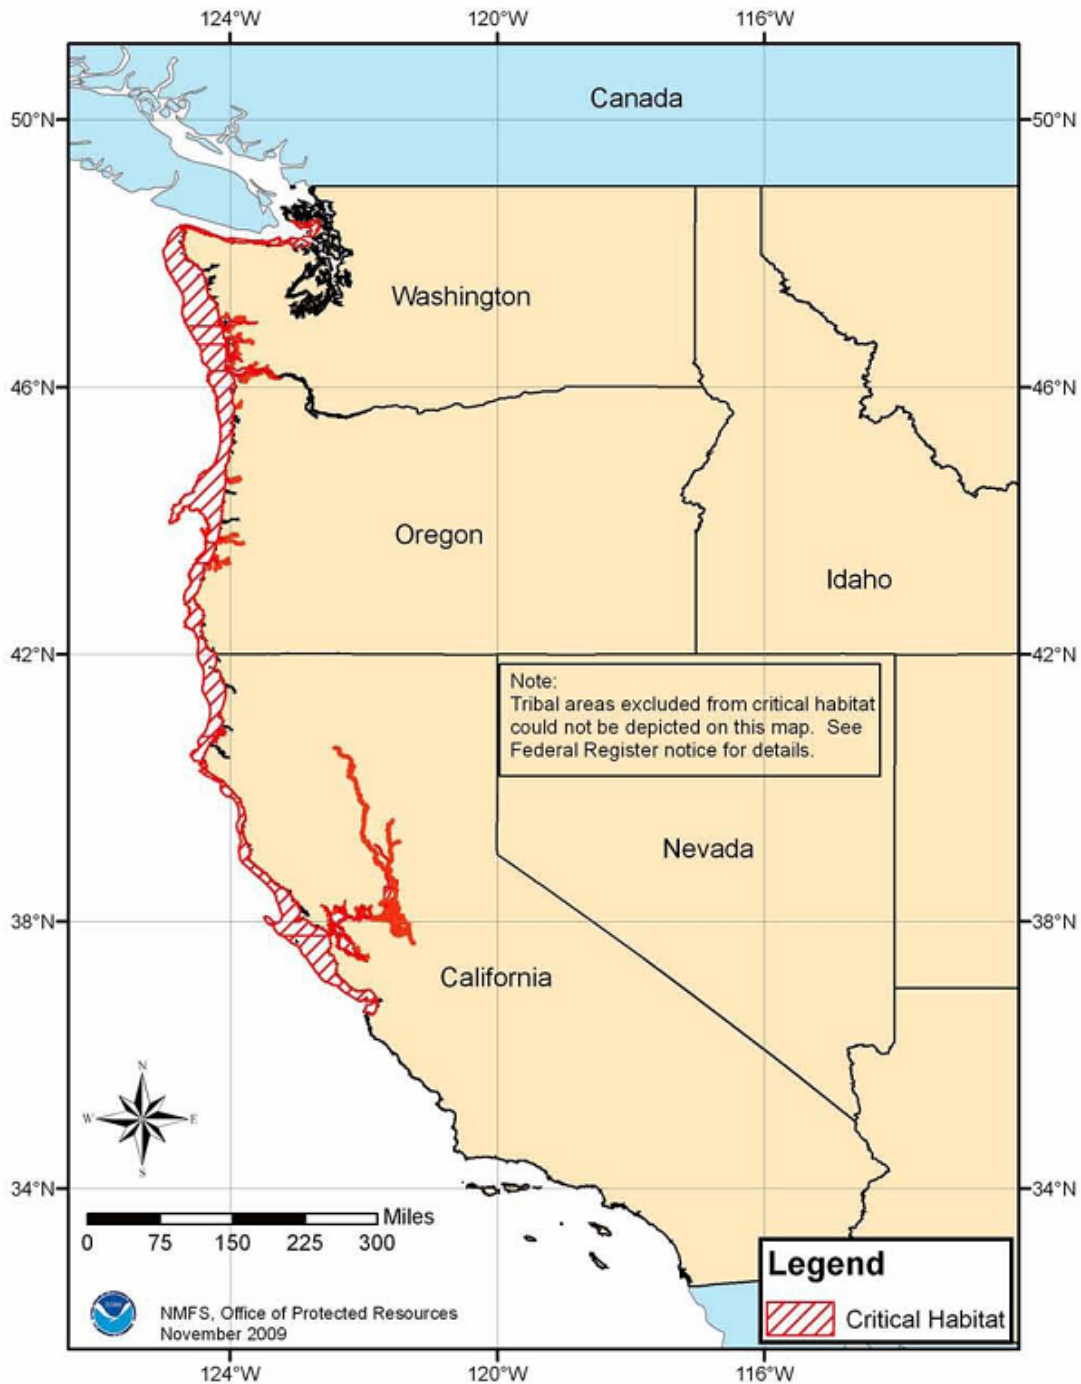 124°W 120°W 116°W
Canada
50°N 50°N
Washington
46°N 46°N
Oregon
Idaho
42°N 42°N
Note:
Tribal areas excluded from critical habitat
could not be depicted on this map. See
Federal Register notice for details.
Nevada
38°N 38°N
California
N
W E
S
34°N 34°N
Miles
0 75 150 225 300
Legend
Critical Habitat
NMFS, Office of Protected Resources
November 2009
124°W 120°W 116°W